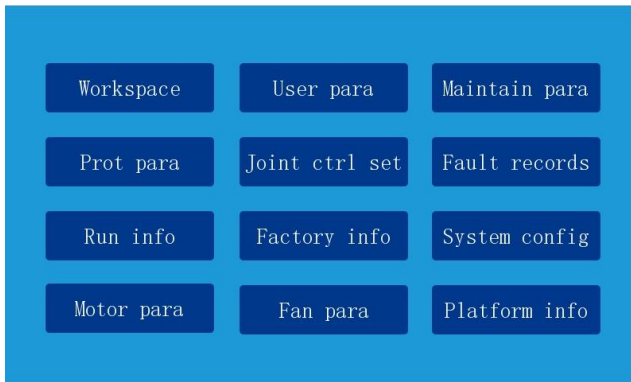 Workspace
User para
Maintain para
Prot para
Joint ctrl set
Fault records
Run info
Factory info
System config
Motor para
Fan para
Platform info